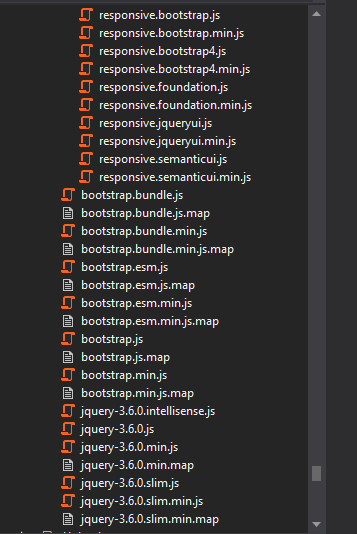 responsive.bootstrap.js
responsive.bootstrap.min.js
responsive.bootstrap4.js
responsive.bootstrap4.min.js
responsive.foundation.js
responsive.foundation.min.js
responsive.jqueryui.js
responsive.jqueryui.min.js
responsive.semanticui.js
responsive.semanticui.min.js
bootstrap.bundle.js
bootstrap.bundle.js.map
bootstrap.bundle.min.js
bootstrap.bundle.min.js.map
bootstrap.esm.js
bootstrap.esm.js.map
bootstrap.esm.min.js
bootstrap.esm.min.js.map
bootstrap.js
bootstrap.js.map
bootstrap.min.js
bootstrap.min.js.map
jquery-3.6.0.intellisense.js
jquery-3.6.0.js
jquery-3.6.0.min.js
jquery-3.6.0.min.map
jquery-3.6.0.slim.js
jquery-3.6.0.slim.min.js
jquery-3.6.0.slim.min.map